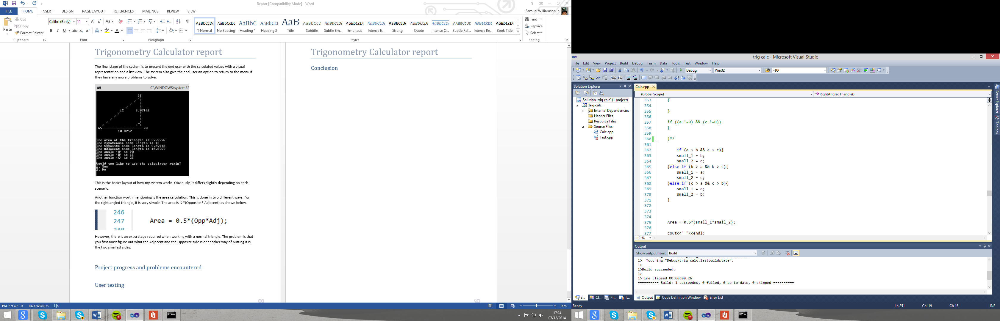 Report [Compatibility Mode] - Word
Samuel Williamson
FILE HOME INSERT DESIGN PAGE LAYOUT REFERENCES MAILINGS REVIEW VIEW
Paste
Cut
Copy
Format Painter
Calibri (Body) 11
Clipboard Font Paragraph Styles Editing
AaBbCcDc AaBbCcDc AaBbC AaBbCcI AaB AaBbCcD AaBbCcDc AaBbCcDc AaBbCcDc AaBbCcDc AaBbCcDc AaBbCcDc AABBCCDE AABBCCDE AaBbCcDc
¶ Normal No Spacing Heading 1 Heading 2 Title Subtitle Subtle Em... Emphasis Intense E... Strong Quote Intense Q... Subtle Ref... Intense Re... Book Title
Find
Replace
Select
Trigonometry Calculator report
The final stage of the system is to present the end user with the calculated values with a visual
representation and a list view. The system also give the end user an option to return to the menu if
they have any more problems to solve.
C:\WINDOWS\system32
25
12 5.07142
65 90
10.8757
The area of the triangle is 27.5776
The hypotenuse side length is 12
The Opposite side length is 5.07142
The Adjacent side length is 10.8757
The angle 'A' is 90
The angle 'B' is 65
The angle 'C' is 25
Would you like to use the calculator again?
1. Yes
2. No
This is the basics layout of how my system works. Obviously, it differs slightly depending on each
scenario.
Another function worth mentioning is the area calculation. This is done in two different ways. For
the right angled triangle, it is very simple. The area is ½ *(Opposite * Adjacent) as shown below.
246
247 Area = 0.5*(Opp*Adj);
248
However, there is an extra stage required when working with a normal triangle. The problem is that
you first must figure out what the Adjacent and the Opposite side is or another way of putting it is
the two smallest sides.
Project progress and problems encountered
User testing
8
Trigonometry Calculator report
Conclusion
9
PAGE 9 OF 10 1474 WORDS
90%
17:24
07/12/2014
trig calc - Microsoft Visual Studio
File Edit View Project Build Debug Team Data Tools Test Window Help
Debug Win32 =90
Solution Explorer
Solution 'trig calc' (1 project)
trig calc
External Dependencies
Header Files
Resource Files
Source Files
Calc.cpp
Test.cpp
S... Cl... Pr... T...
Calc.cpp
(Global Scope) RightAngledTriangle()
353 {
354
355 }
356
357 if ((a !=0) && (c !=0))
358 {
359
360 }*/
361
362 if (a > b && a > c){
363 small_1 = b;
364 small_2 = c;
365 }else if (b > a && b > c){
366 small_1 = a;
367 small_2 = c;
368 }else if (c > a && c > b){
369 small_1 = a;
370 small_2 = b;
371 }
372
373
374
375 Area = 0.5*(small_1*small_2);
376
377 cout<<" "<<endl;
110 %
Server Explorer
Toolbox
Output
Show output from: Build
1> Touching "Debug\trig calc.lastbuildstate".
1>
1>Build succeeded.
1>
1>Time Elapsed 00:00:00.26
========== Build: 1 succeeded, 0 failed, 0 up-to-date, 0 skipped ==========
Output Code Definition Window Error List
Ready Ln 251 Col 19 Ch 16 INS